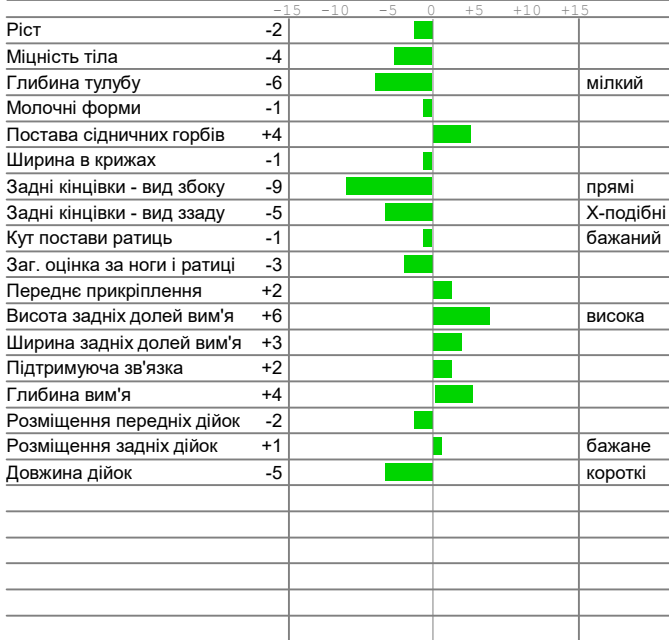 -15 -10 -5 0 +5 +10 +15
Ріст -2
Міцність тіла -4
Глибина тулубу -6 мілкий
Молочні форми -1
Постава сідничних горбів +4
Ширина в крижах -1
Задні кінцівки - вид збоку -9 прямі
Задні кінцівки - вид ззаду -5 Х-подібні
Кут постави ратиць -1 бажаний
Заг. оцінка за ноги і ратиці -3
Переднє прикріплення +2
Висота задніх долей вим'я +6 висока
Ширина задніх долей вим'я +3
Підтримуюча зв'язка +2
Глибина вим'я +4
Розміщення передніх дійок -2
Розміщення задніх дійок +1 бажане
Довжина дійок -5 короткі